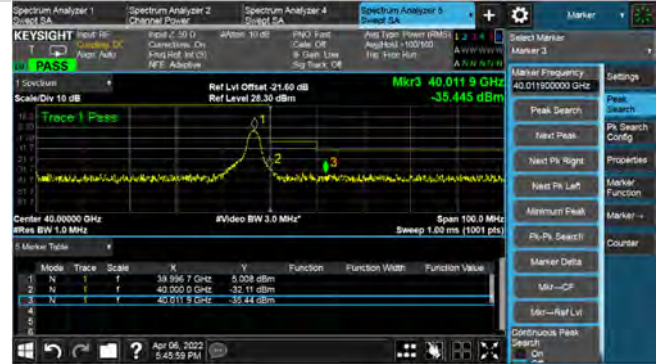 Spectrum Analyzer 1 Spectrum Analyzer 2 Spectrum Analyzer 4 Spectrum Analyzer 5 + Marker
Swept SA Channel Power Swept SA Swept SA
KEYSIGHT Input: RF Input Z: 50 Ω #Atten: 10 dB PNO: Fast Avg Type: Power (RMS) 1 2 3 4
Coupling: DC Corrections: On Gate: Off Avg|Hold: >100/100
Align: Auto Freq Ref: Int (S) IF Gain: Low Trig: Free Run
NFE: Adaptive Sig Track: Off
PASS
Select Marker
Marker 3
Marker Frequency
40.011900000 GHz
Settings
Peak Search
Peak Search
Next Peak
Pk Search Config
Next Pk Right
Properties
Next Pk Left
Marker Function
Minimum Peak
Marker→
Pk-Pk Search
Counter
Marker Delta
Mkr→CF
Mkr→Ref Lvl
Continuous Peak Search
On
Off
1 Spectrum
Scale/Div 10 dB
Ref Lvl Offset -21.60 dB
Ref Level 28.30 dBm
Mkr3 40.011 9 GHz
-35.445 dBm
Trace 1 Pass
1
2
3
Center 40.00000 GHz #Video BW 3.0 MHz* Span 100.0 MHz
#Res BW 1.0 MHz Sweep 1.00 ms (1001 pts)
5 Marker Table
Mode Trace Scale X Y Function Function Width Function Value
1 N 1 f 39.996 7 GHz 5.008 dBm
2 N 1 f 40.000 0 GHz -32.11 dBm
3 N 1 f 40.011 9 GHz -35.44 dBm
4
5
6
? Apr 06, 2022
5:45:59 PM